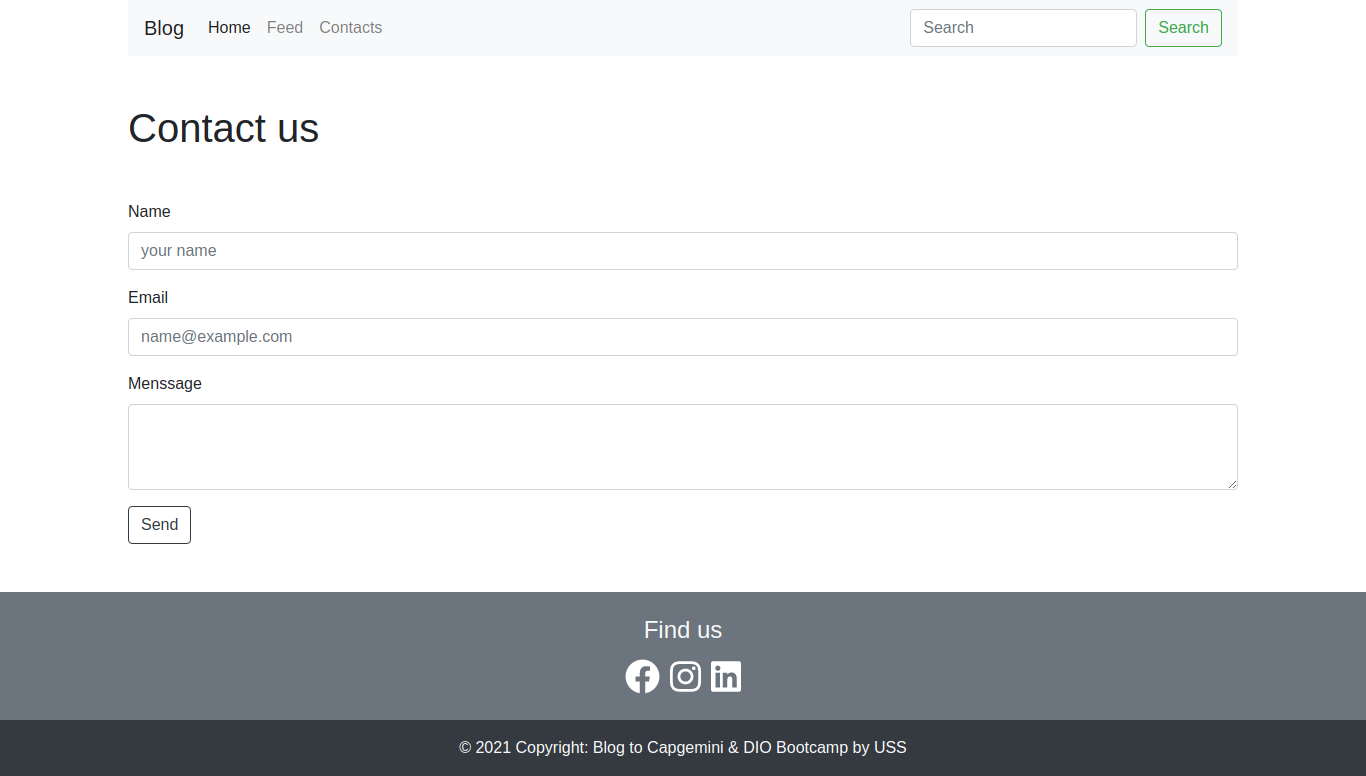 Blog Home Feed Contacts Search Search
Contact us
Name
your name
Email
name@example.com
Menssage
Send
Find us
© 2021 Copyright: Blog to Capgemini & DIO Bootcamp by USS